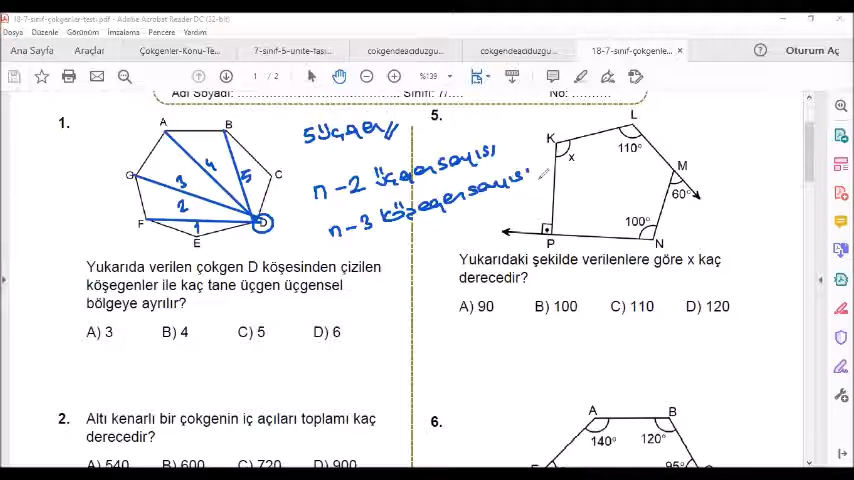 18-7-sinif-çokgenler-testi.pdf - Adobe Acrobat Reader DC (32-bit)
Dosya Düzenle Görünüm İmzalama Pencere Yardım
Ana Sayfa Araçlar Çokgenler-Konu-Te... 7-sinif-5-unite-fasi... cokgendeaciduzgu... cokgendeaciduzgu... 18-7-sinif-çokgenle... × Oturum Aç
1 / 2 %139
Adı Soyadı: Sınıfı: 7/ No:
1.
A B C D E F G
1 2 3 4 5
5 üçgen
n-2 üçgen sayısı
n-3 köşegen sayısı
Yukarıda verilen çokgen D köşesinden çizilen
köşegenler ile kaç tane üçgen üçgensel
bölgeye ayrılır?
A) 3 B) 4 C) 5 D) 6
2. Altı kenarlı bir çokgenin iç açıları toplamı kaç
derecedir?
A) 540 B) 600 C) 720 D) 900
5.
K L M N P
x 110° 60° 100°
Yukarıdaki şekilde verilenlere göre x kaç
derecedir?
A) 90 B) 100 C) 110 D) 120
6.
A B
140° 120°
95°